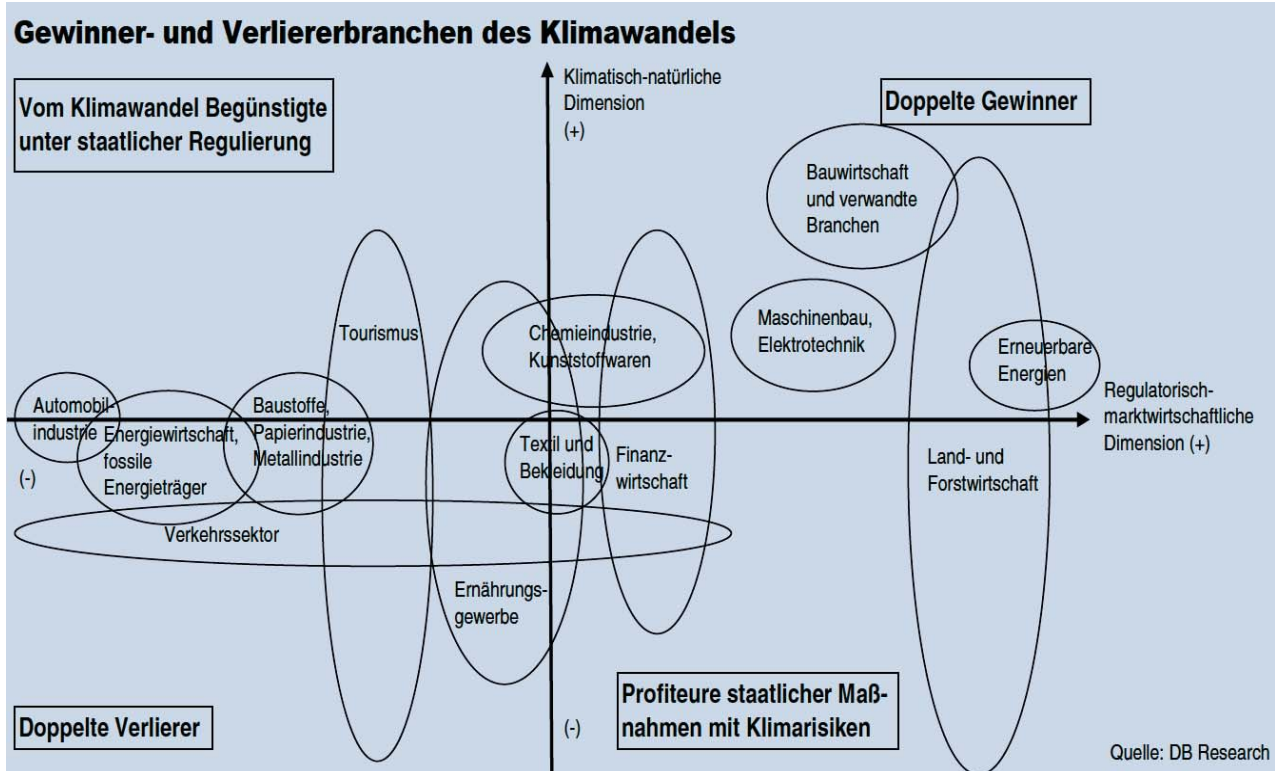 Gewinner- und Verliererbranchen des Klimawandels
Vom Klimawandel Begünstigte
unter staatlicher Regulierung
Klimatisch-natürliche
Dimension
(+)
Doppelte Gewinner
Bauwirtschaft
und verwandte
Branchen
Tourismus
Chemieindustrie,
Kunststoffwaren
Maschinenbau,
Elektrotechnik
Erneuerbare
Energien
Automobil-
industrie
Energiewirtschaft,
fossile
Energieträger
Baustoffe,
Papierindustrie,
Metallindustrie
Textil und
Bekleidung
Finanz-
wirtschaft
Land- und
Forstwirtschaft
Regulatorisch-
marktwirtschaftliche
Dimension (+)
(-)
Verkehrssektor
Ernährungs-
gewerbe
Doppelte Verlierer
(-)
Profiteure staatlicher Maß-
nahmen mit Klimarisiken
Quelle: DB Research